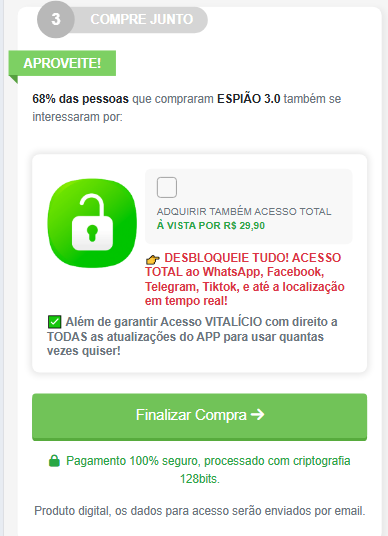 3 COMPRE JUNTO
APROVEITE!
68% das pessoas que compraram ESPIÃO 3.0 também se
interessaram por:
ADQUIRIR TAMBÉM ACESSO TOTAL
À VISTA POR R$ 29,90
👉 DESBLOQUEIE TUDO! ACESSO
TOTAL ao WhatsApp, Facebook,
Telegram, Tiktok, e até a localização
em tempo real!
✅ Além de garantir Acesso VITALÍCIO com direito a
TODAS as atualizações do APP para usar quantas
vezes quiser!
Finalizar Compra →
Pagamento 100% seguro, processado com criptografia
128bits.
Produto digital, os dados para acesso serão enviados por email.